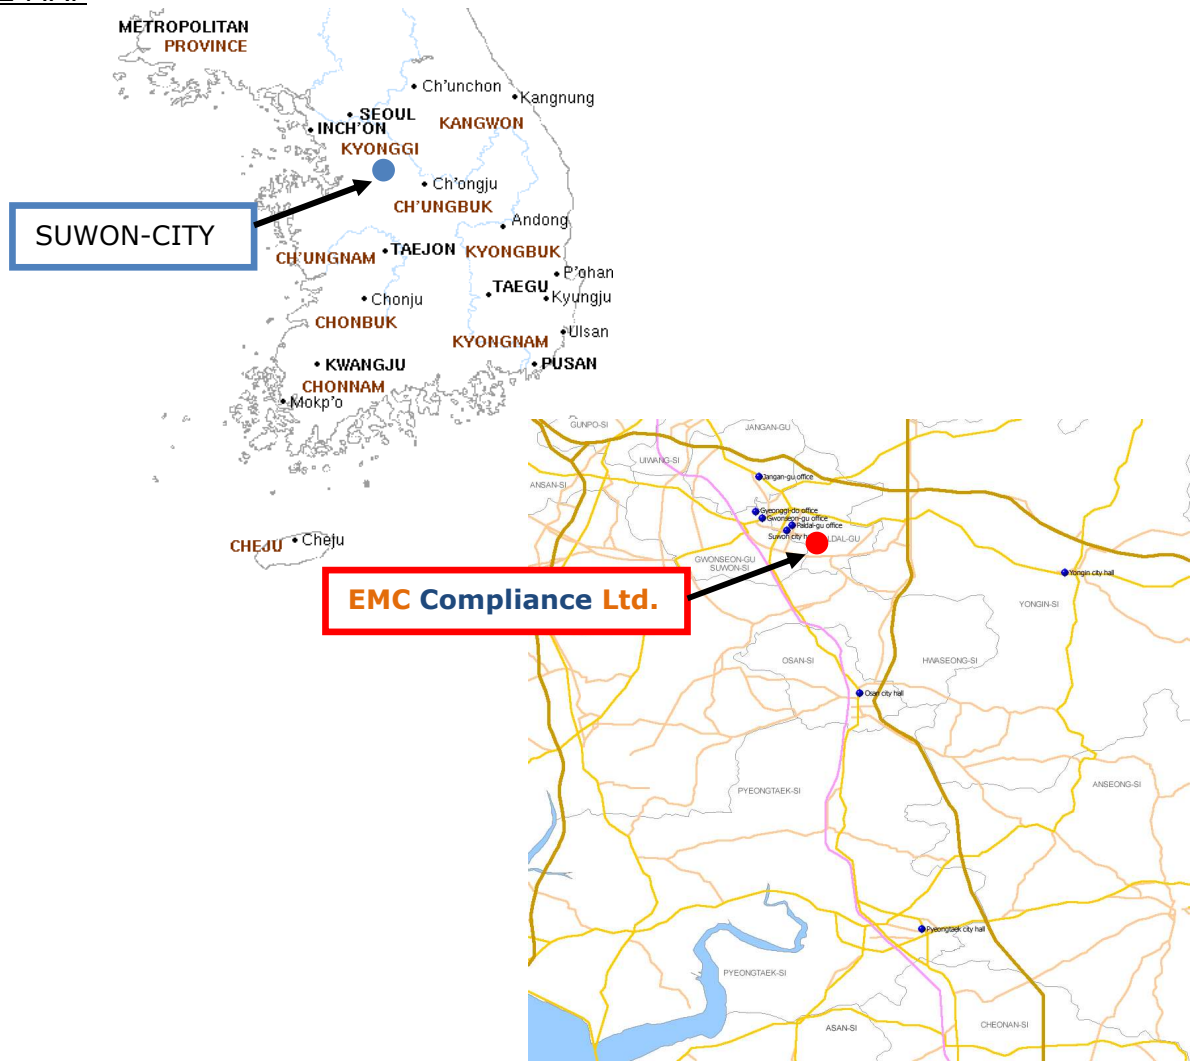 METROPOLITAN
PROVINCE
Ch'unchon
Kangnung
SEOUL
INCH'ON
KANGWON
KYONGGI
Ch'ongju
CH'UNGBUK
SUWON-CITY
Andong
CH'UNGNAM
TAEJON
KYONGBUK
P'ohan
TAEGU
Kyungju
Chonju
CHONBUK
Ulsan
KYONGNAM
KWANGJU
PUSAN
CHONNAM
Mokp'o
CHEJU
Cheju
EMC Compliance Ltd.
GUNPO-SI
JANGAN-GU
UIWANG-SI
ANSAN-SI
Jangan-gu office
Gyeonggi-do office
Gwonseon-gu office
Paldal-gu office
Suwon city h
LDAL-GU
GWONSEON-GU
SUWON-SI
Yongin city hall
YONGIN-SI
OSAN-SI
HWASEONG-SI
Osan city hall
PYEONGTAEK-SI
ANSEONG-SI
Pyeongtaek city hall
PYEONGTAEK-SI
ASAN-SI
CHEONAN-SI